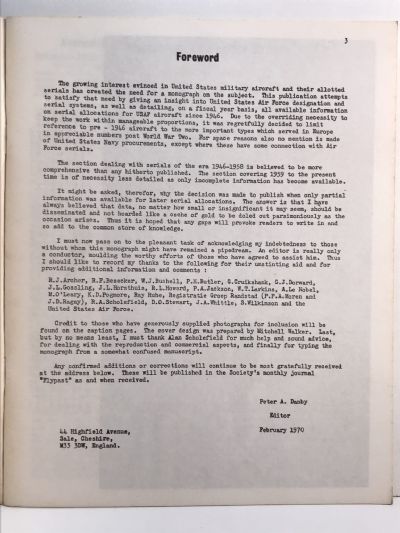 3
Foreword
The growing interest evinced in United States military aircraft and their allotted
serials has created the need for a monograph on the subject. This publication attempts
to satisfy that need by giving an insight into United States Air Force designation and
serial systems, as well as detailing, on a fiscal year basis, all available information
on serial allocations for USAF aircraft since 1946. Due to the overriding necessity to
keep the work within manageable proportions, it was regretfully decided to limit
reference to pre - 1946 aircraft to the more important types which served in Europe
in appreciable numbers post World War Two. For space reasons also no mention is made
of United States Navy procurements, except where these have some connection with Air
Force serials.
The section dealing with serials of the era 1946-1958 is believed to be more
comprehensive than any hitherto published. The section covering 1959 to the present
time is of necessity less detailed as only incomplete information has become available.
It might be asked, therefor, why the decision was made to publish when only partial
information was available for later serial allocations. The answer is that I have
always believed that data, no matter how small or insignificant it may seem, should be
disseminated and not hoarded like a cache of gold to be doled out parsimoniously as the
occasion arises. Thus it is hoped that any gaps will provoke readers to write in and
so add to the common store of knowledge.
I must now pass on to the pleasant task of acknowledging my indebtedness to those
without whom this monograph might have remained a pipedream. An editor is really only
a conductor, moulding the worthy efforts of those who have agreed to assist him. Thus
I should like to record my thanks to the following for their unstinting aid and for
providing additional information and comments :
R.J.Archer, R.F.Besecker, W.J.Bushell, P.K.Butler, G.Cruikshank, G.J.Dorward,
J.L.Gossling, J.L.Horsthuis, R.L.Howard, P.A.Jackson, W.T.Larkins, A.Le Nobel,
M.O'Leary, K.D.Pegmore, Ray Hube, Registratie Groep Randstad (P.F.A.Moren and
J.D.Ragay), R.A.Scholefield, D.O.Stewart, J.A.Whittle, S.Wilkinson and the
United States Air Force.
Credit to those who have generously supplied photographs for inclusion will be
found on the caption pages. The cover design was prepared by Mitchell Walker. Last,
but by no means least, I must thank Alan Scholefield for much help and sound advice,
for dealing with the reproduction and commercial aspects, and finally for typing the
monograph from a somewhat confused manuscript.
Any confirmed additions or corrections will continue to be most gratefully received
at the address below. These will be published in the Society's monthly journal
"Flypast" as and when received.
Peter A. Danby
Editor
February 1970
44 Highfield Avenue,
Sale, Cheshire,
M33 3DN, England.